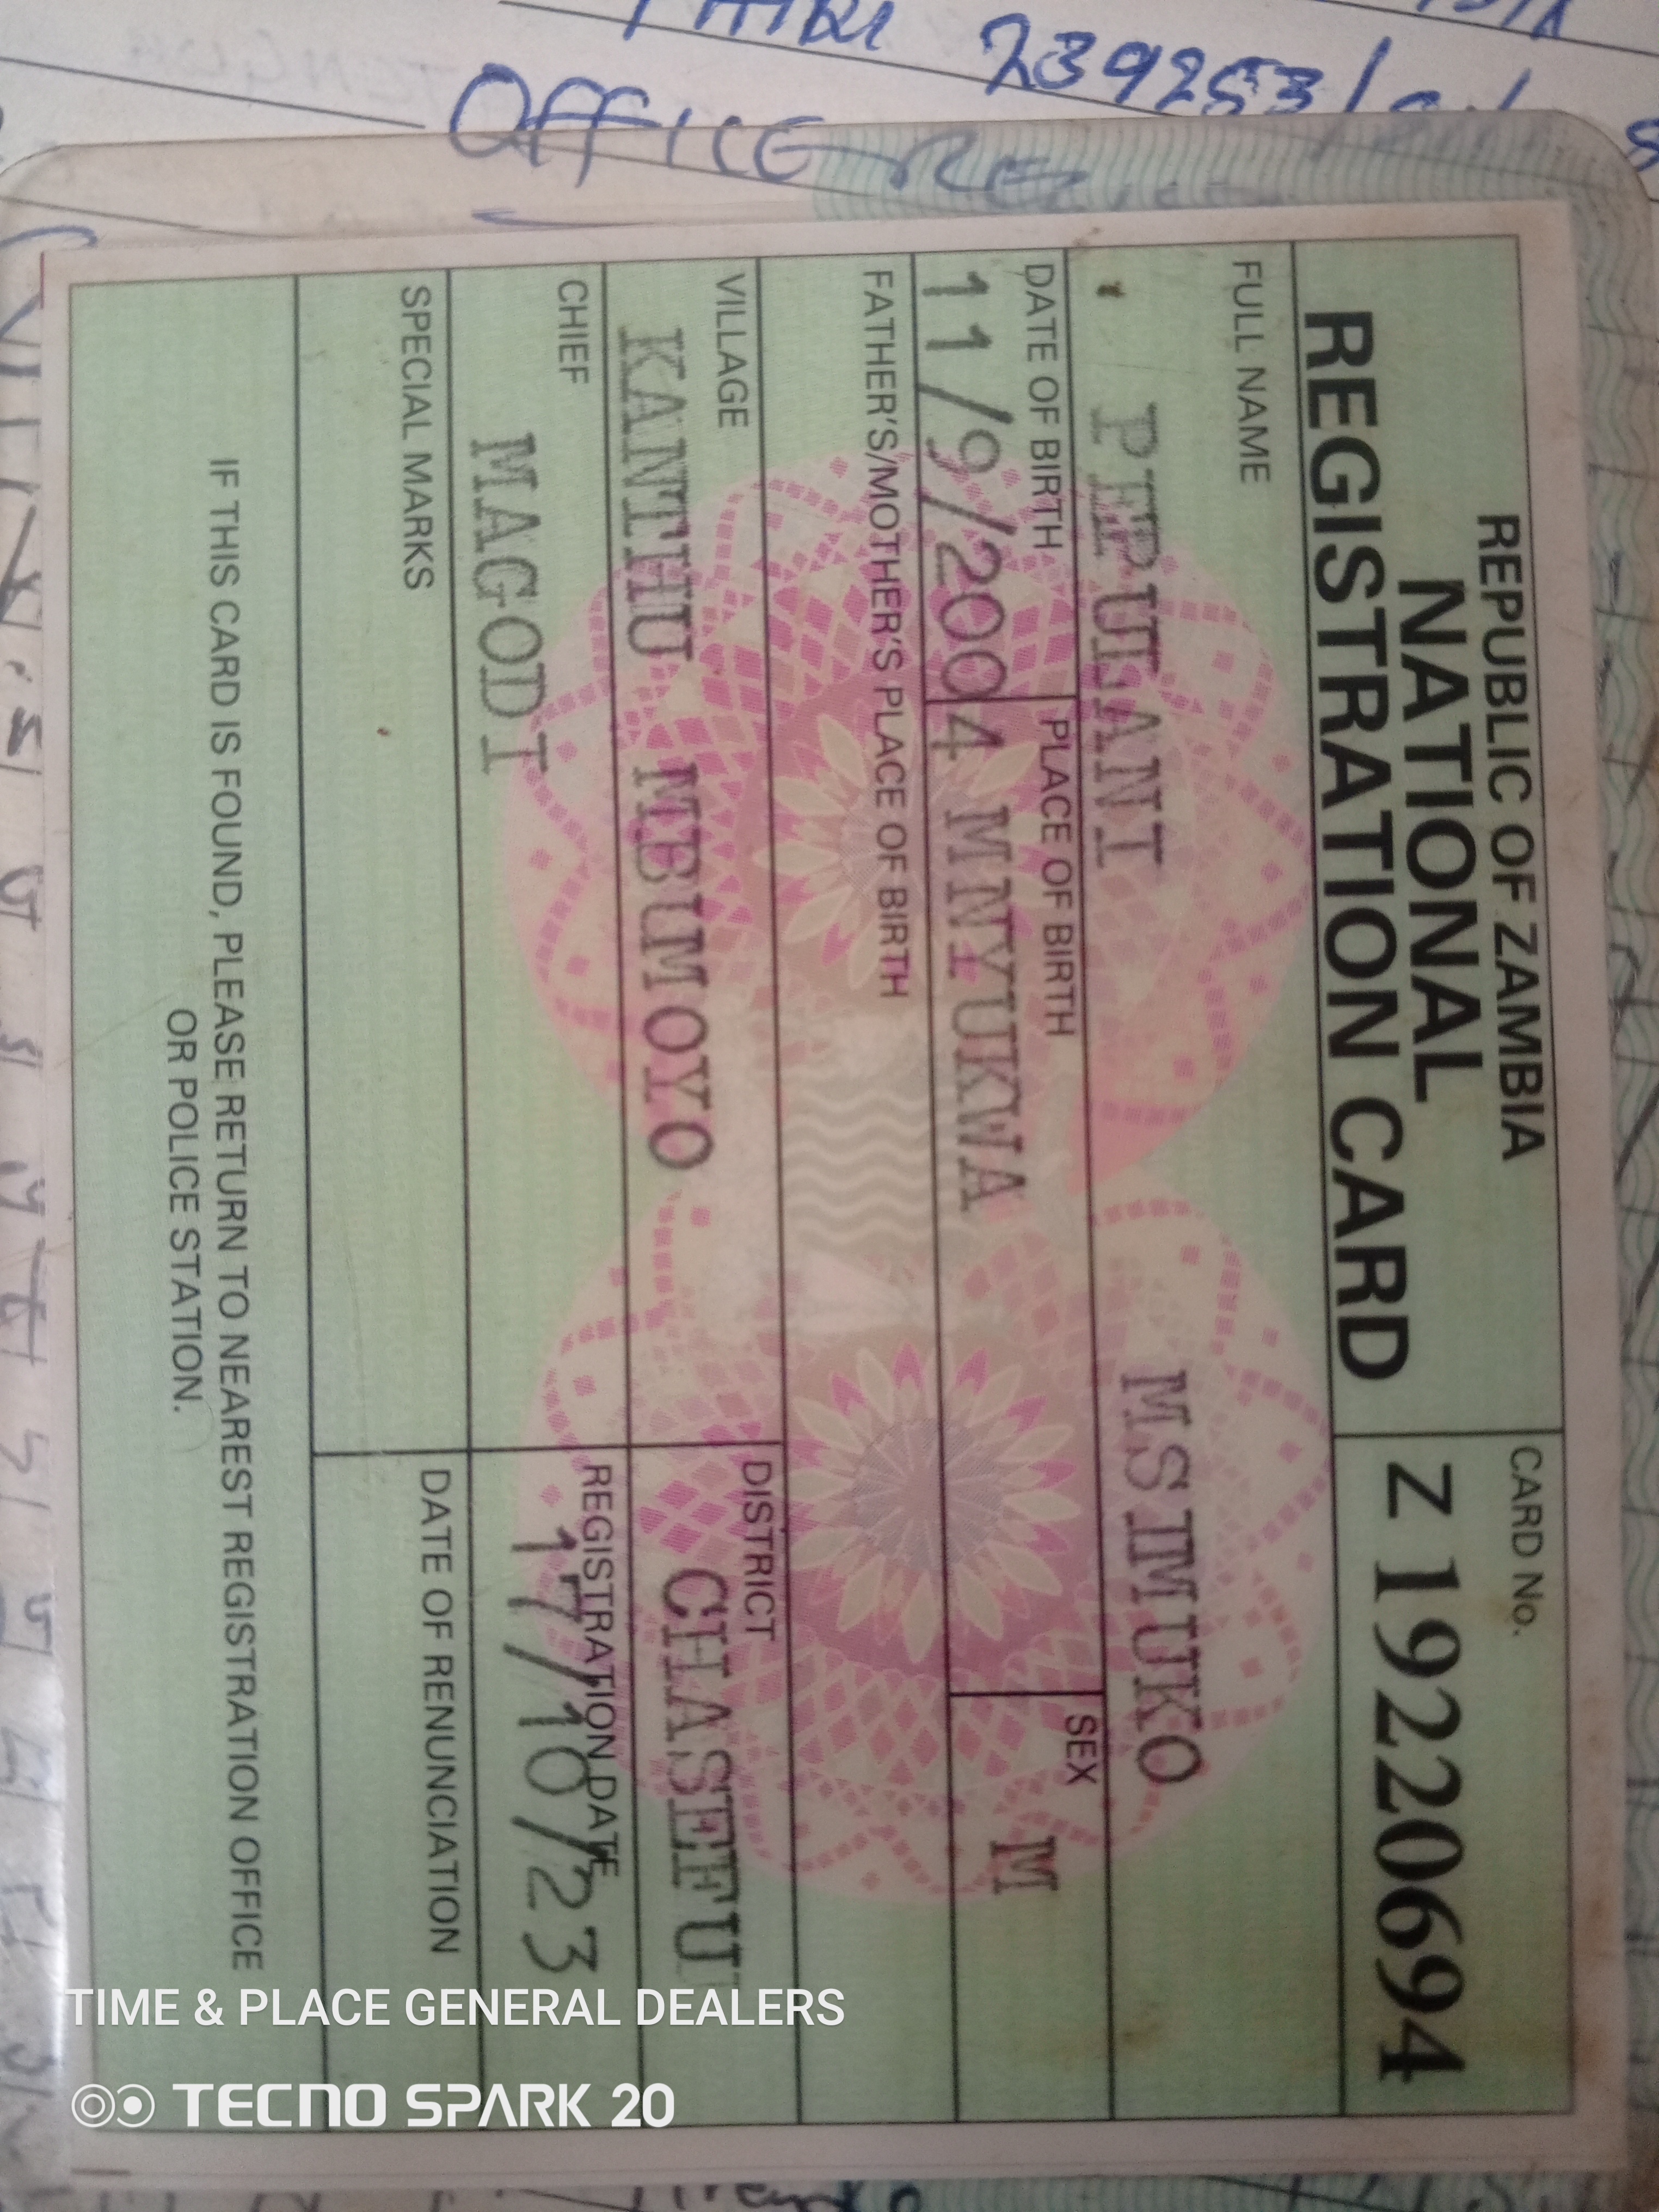 REPUBLIC OF ZAMBIA
NATIONAL
REGISTRATION CARD
CARD No.
Z 19220694
FULL NAME
PEPULANI MSIMUKO
DATE OF BIRTH
11/9/2004
PLACE OF BIRTH
MNYUKWA
SEX
M
FATHER'S/MOTHER'S PLACE OF BIRTH
VILLAGE
KANTHU MBUMOYO
DISTRICT
CHASEFU
CHIEF
MAGODI
REGISTRATION DATE
17/10/23
SPECIAL MARKS
DATE OF RENUNCIATION
IF THIS CARD IS FOUND, PLEASE RETURN TO NEAREST REGISTRATION OFFICE
OR POLICE STATION.
OFFICE
TIME & PLACE GENERAL DEALERS
TECNO SPARK 20